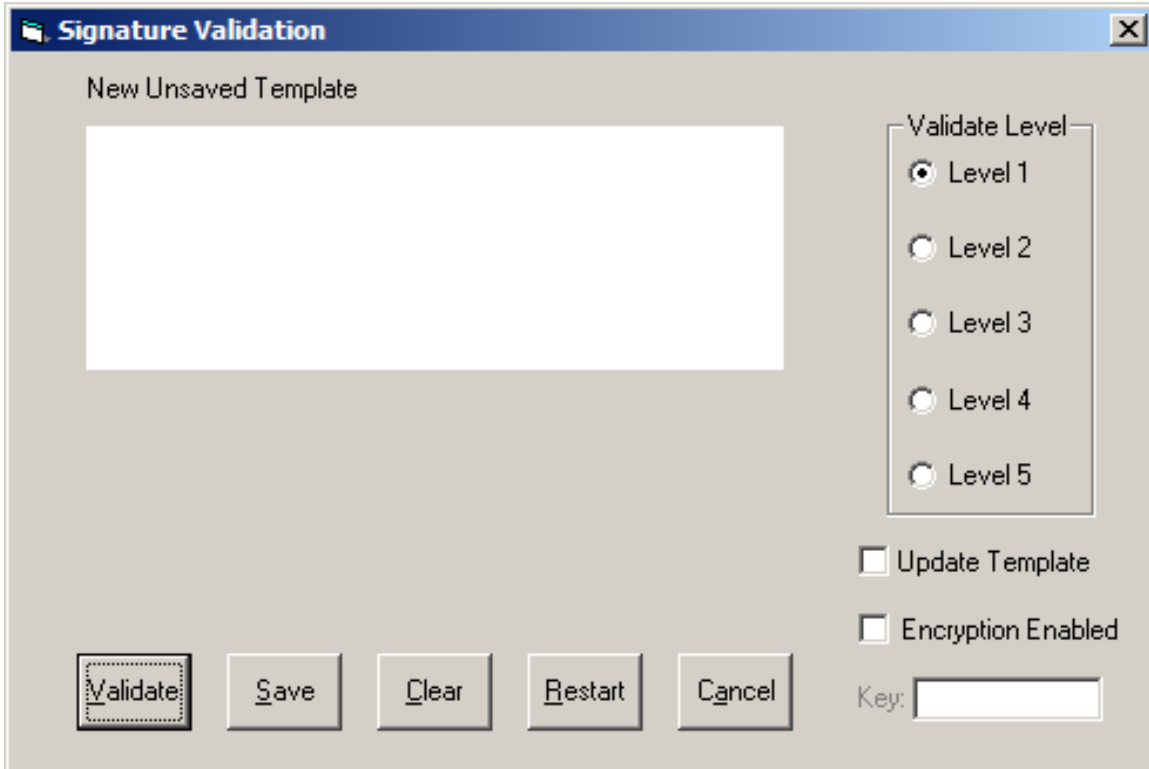 Signature Validation
New Unsaved Template
Validate Level
Level 1
Level 2
Level 3
Level 4
Level 5
Update Template
Encryption Enabled
Validate Save Clear Restart Cancel
Key: